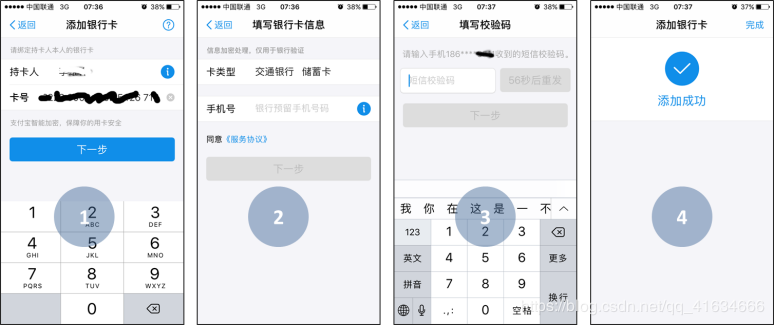 中国联通 3G 07:36 38%
返回 添加银行卡
请绑定持卡人本人的银行卡
持卡人
卡号
支付宝智能加密，保障你的用卡安全
下一步
1
2 ABC
3 DEF
4 GHI
5 JKL
6 MNO
7 PQRS
8 TUV
9 WXYZ
0
1
中国联通 3G 07:36 38%
返回 填写银行卡信息
信息加密处理，仅用于银行验证
卡类型 交通银行 储蓄卡
手机号 银行预留手机号码
同意《服务协议》
下一步
2
中国联通 3G 07:37 38%
返回 填写校验码
请输入手机186****收到的短信校验码。
短信校验码 56秒后重发
下一步
我 你 在 这 是 一 不
123 1 2 3
英文 4 5 6 更多
拼音 7 8 9
.,: 0 空格 换行
3
中国联通 3G 07:37 37%
添加银行卡 完成
添加成功
4
https://blog.csdn.net/qq_41634666